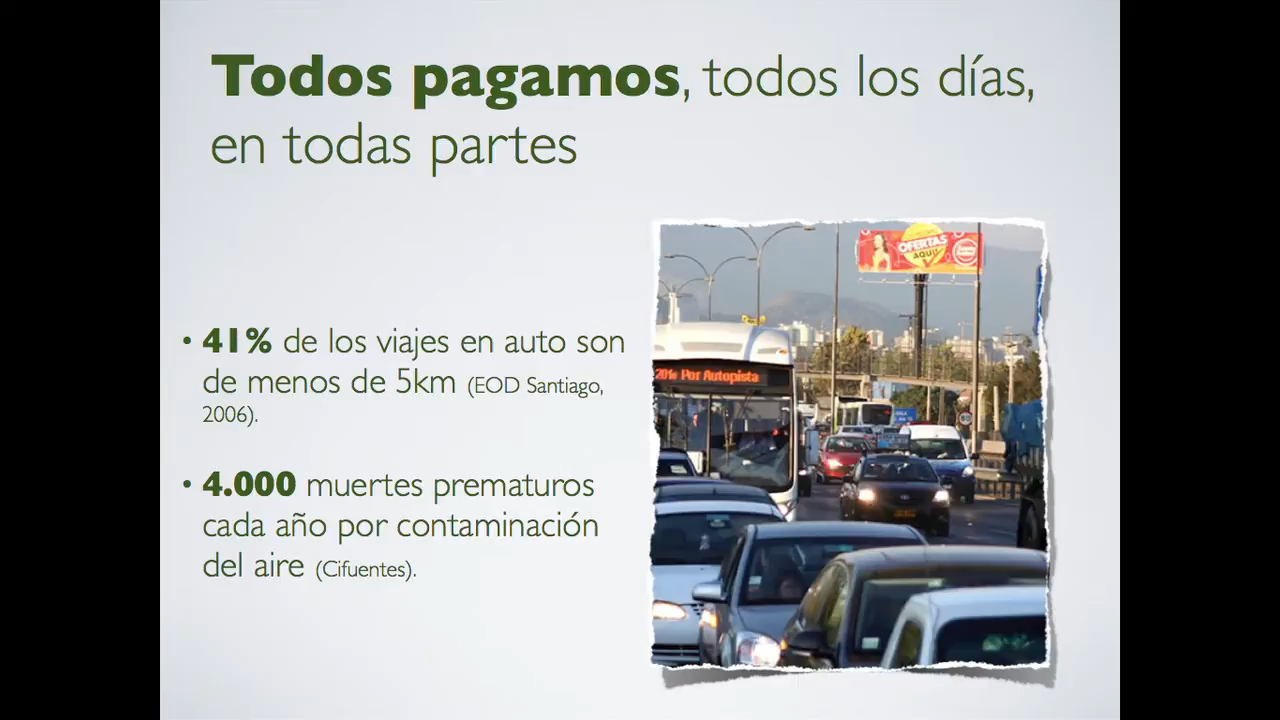 Todos pagamos, todos los días,
en todas partes
• 41% de los viajes en auto son
de menos de 5km (EOD Santiago,
2006).
• 4.000 muertes prematuros
cada año por contaminación
del aire (Cifuentes).
OFERTAS
AQUÍ
201e Por Autopista